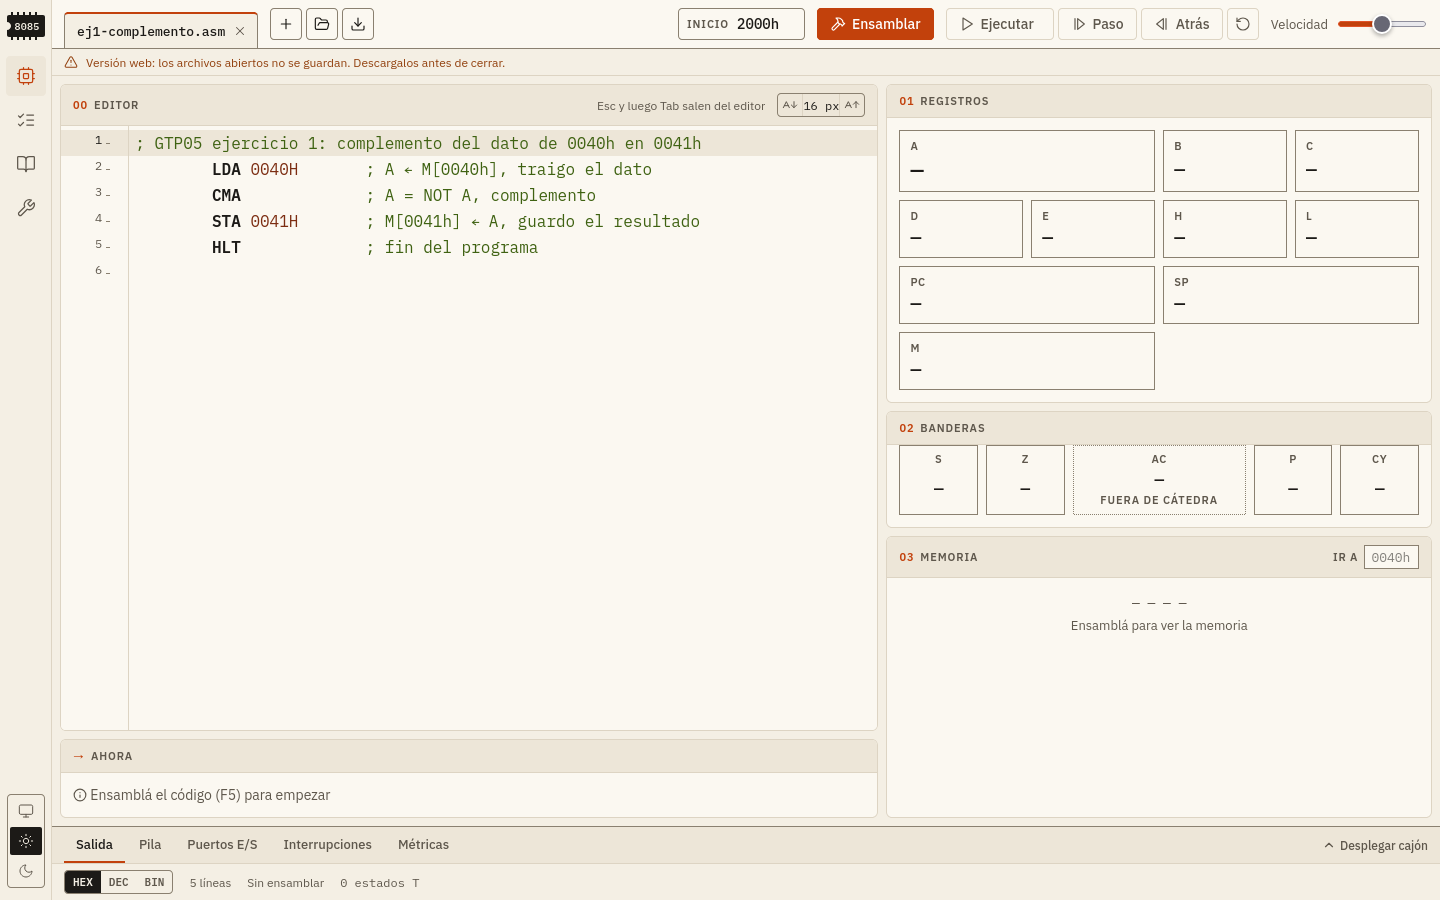 8085
ej1-complemento.asm
INICIO 2000h
Ensamblar
Ejecutar
Paso
Atrás
Velocidad
Versión web: los archivos abiertos no se guardan. Descargalos antes de cerrar.
00 EDITOR
Esc y luego Tab salen del editor
A↓ 16 px A↑
1 ; GTP05 ejercicio 1: complemento del dato de 0040h en 0041h
2 LDA 0040H ; A ← M[0040h], traigo el dato
3 CMA ; A = NOT A, complemento
4 STA 0041H ; M[0041h] ← A, guardo el resultado
5 HLT ; fin del programa
6
→ AHORA
Ensamblá el código (F5) para empezar
01 REGISTROS
A
—
B
—
C
—
D
—
E
—
H
—
L
—
PC
—
SP
—
M
—
02 BANDERAS
S
—
Z
—
AC
—
FUERA DE CÁTEDRA
P
—
CY
—
03 MEMORIA
IR A 0040h
— — — —
Ensamblá para ver la memoria
Salida
Pila
Puertos E/S
Interrupciones
Métricas
Desplegar cajón
HEX DEC BIN
5 líneas
Sin ensamblar
0 estados T